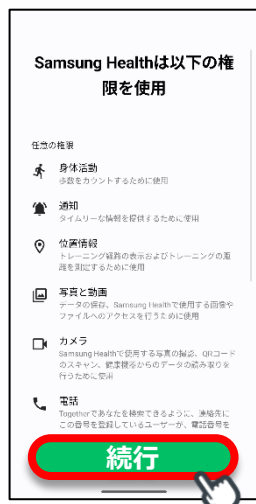 Samsung Healthは以下の権
限を使用
任意の権限
身体活動
歩数をカウントするために使用
通知
タイムリーな情報を提供するために使用
位置情報
トレーニング経路の表示およびトレーニングの距
離を測定するために使用
写真と動画
データの保存、Samsung Healthで使用する画像や
ファイルへのアクセスを行うために使用
カメラ
Samsung Healthで使用する写真の撮影、QRコード
のスキャン、健康機器からのデータの読み取りを
行うために使用
電話
Togetherであなたを検索できるように、連絡先に
この番号を登録しているユーザーが、電話番号を
続行